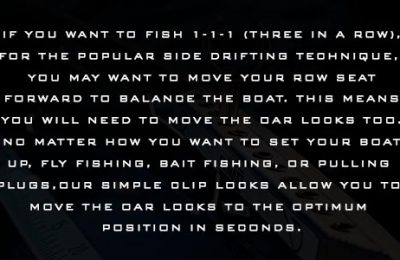 IF YOU WANT TO FISH 1-1-1 (THREE IN A ROW),
FOR THE POPULAR SIDE DRIFTING TECHNIQUE,
YOU MAY WANT TO MOVE YOUR ROW SEAT
FORWARD TO BALANCE THE BOAT. THIS MEANS
YOU WILL NEED TO MOVE THE OAR LOOKS TOO.
NO MATTER HOW YOU WANT TO SET YOUR BOAT
UP, FLY FISHING, BAIT FISHING, OR PULLING
PLUGS,OUR SIMPLE CLIP LOOKS ALLOW YOU TO
MOVE THE OAR LOOKS TO THE OPTIMUM
POSITION IN SECONDS.